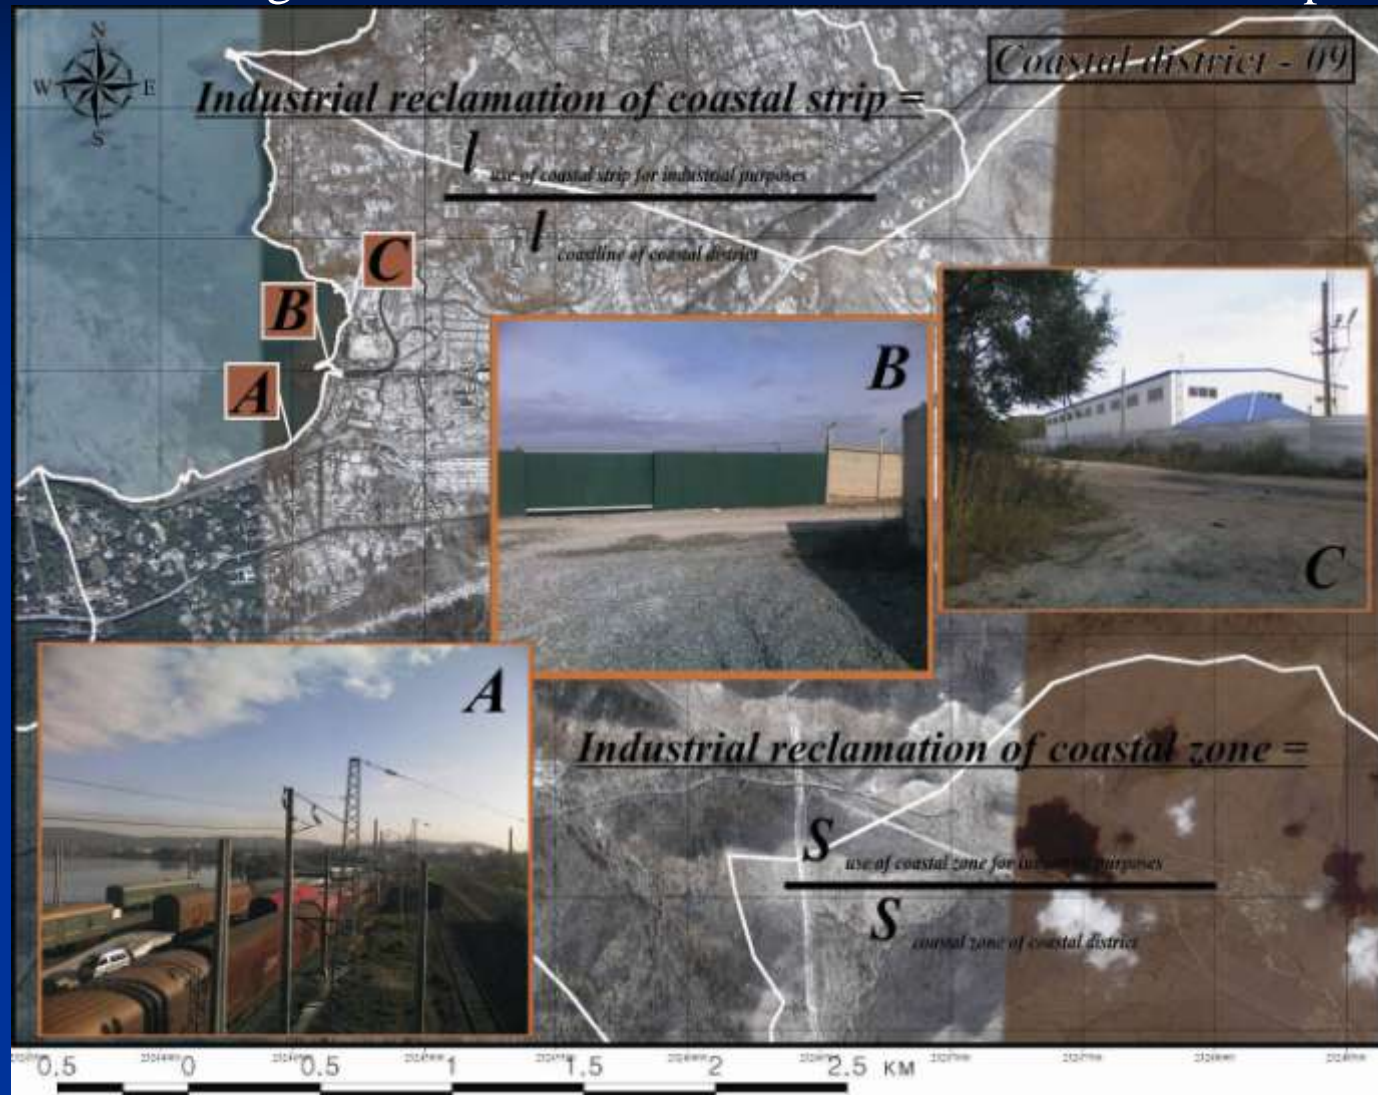 N
W E
S
Coastal district - 09
Industrial reclamation of coastal strip =
l use of coastal strip for industrial purposes
l coastline of coastal district
C
B
A
B
C
A
Industrial reclamation of coastal zone =
S use of coastal zone for industrial purposes
S coastal zone of coastal district
0.5 0 0.5 1 1.5 2 2.5 KM